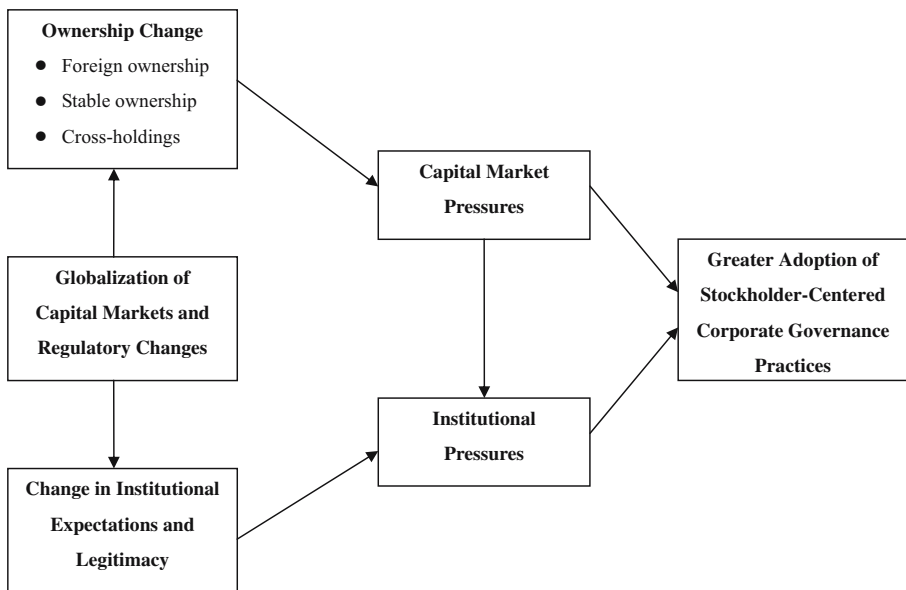 Ownership Change
● Foreign ownership
● Stable ownership
● Cross-holdings
Capital Market
Pressures
Globalization of
Capital Markets and
Regulatory Changes
Greater Adoption of
Stockholder-Centered
Corporate Governance
Practices
Institutional
Pressures
Change in Institutional
Expectations and
Legitimacy